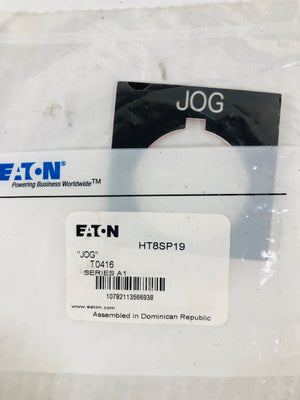 JOG
EATON®
Powering Business Worldwide™
EATON HT8SP19
"JOG"
T0416
SERIES A1
10782113566938
www.eaton.com
Assembled in Dominican Republic